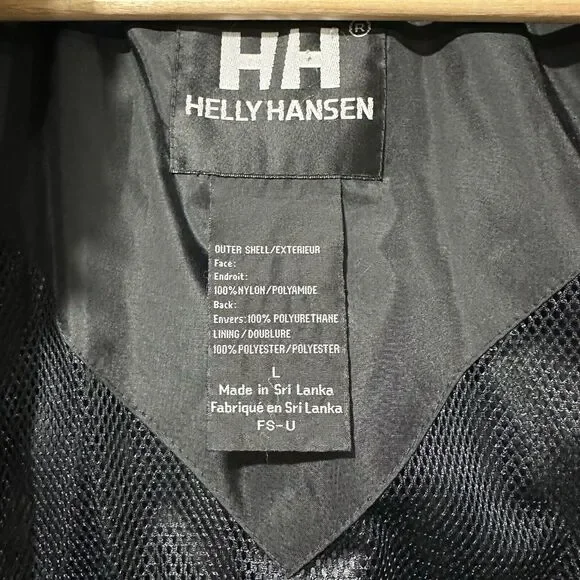 HH®
HELLY HANSEN
OUTER SHELL/EXTERIEUR
Face:
Endroit:
100% NYLON/POLYAMIDE
Back:
Envers: 100% POLYURETHANE
LINING/DOUBLURE
100% POLYESTER/POLYESTER
L
Made in Sri Lanka
Fabriqué en Sri Lanka
FS-U